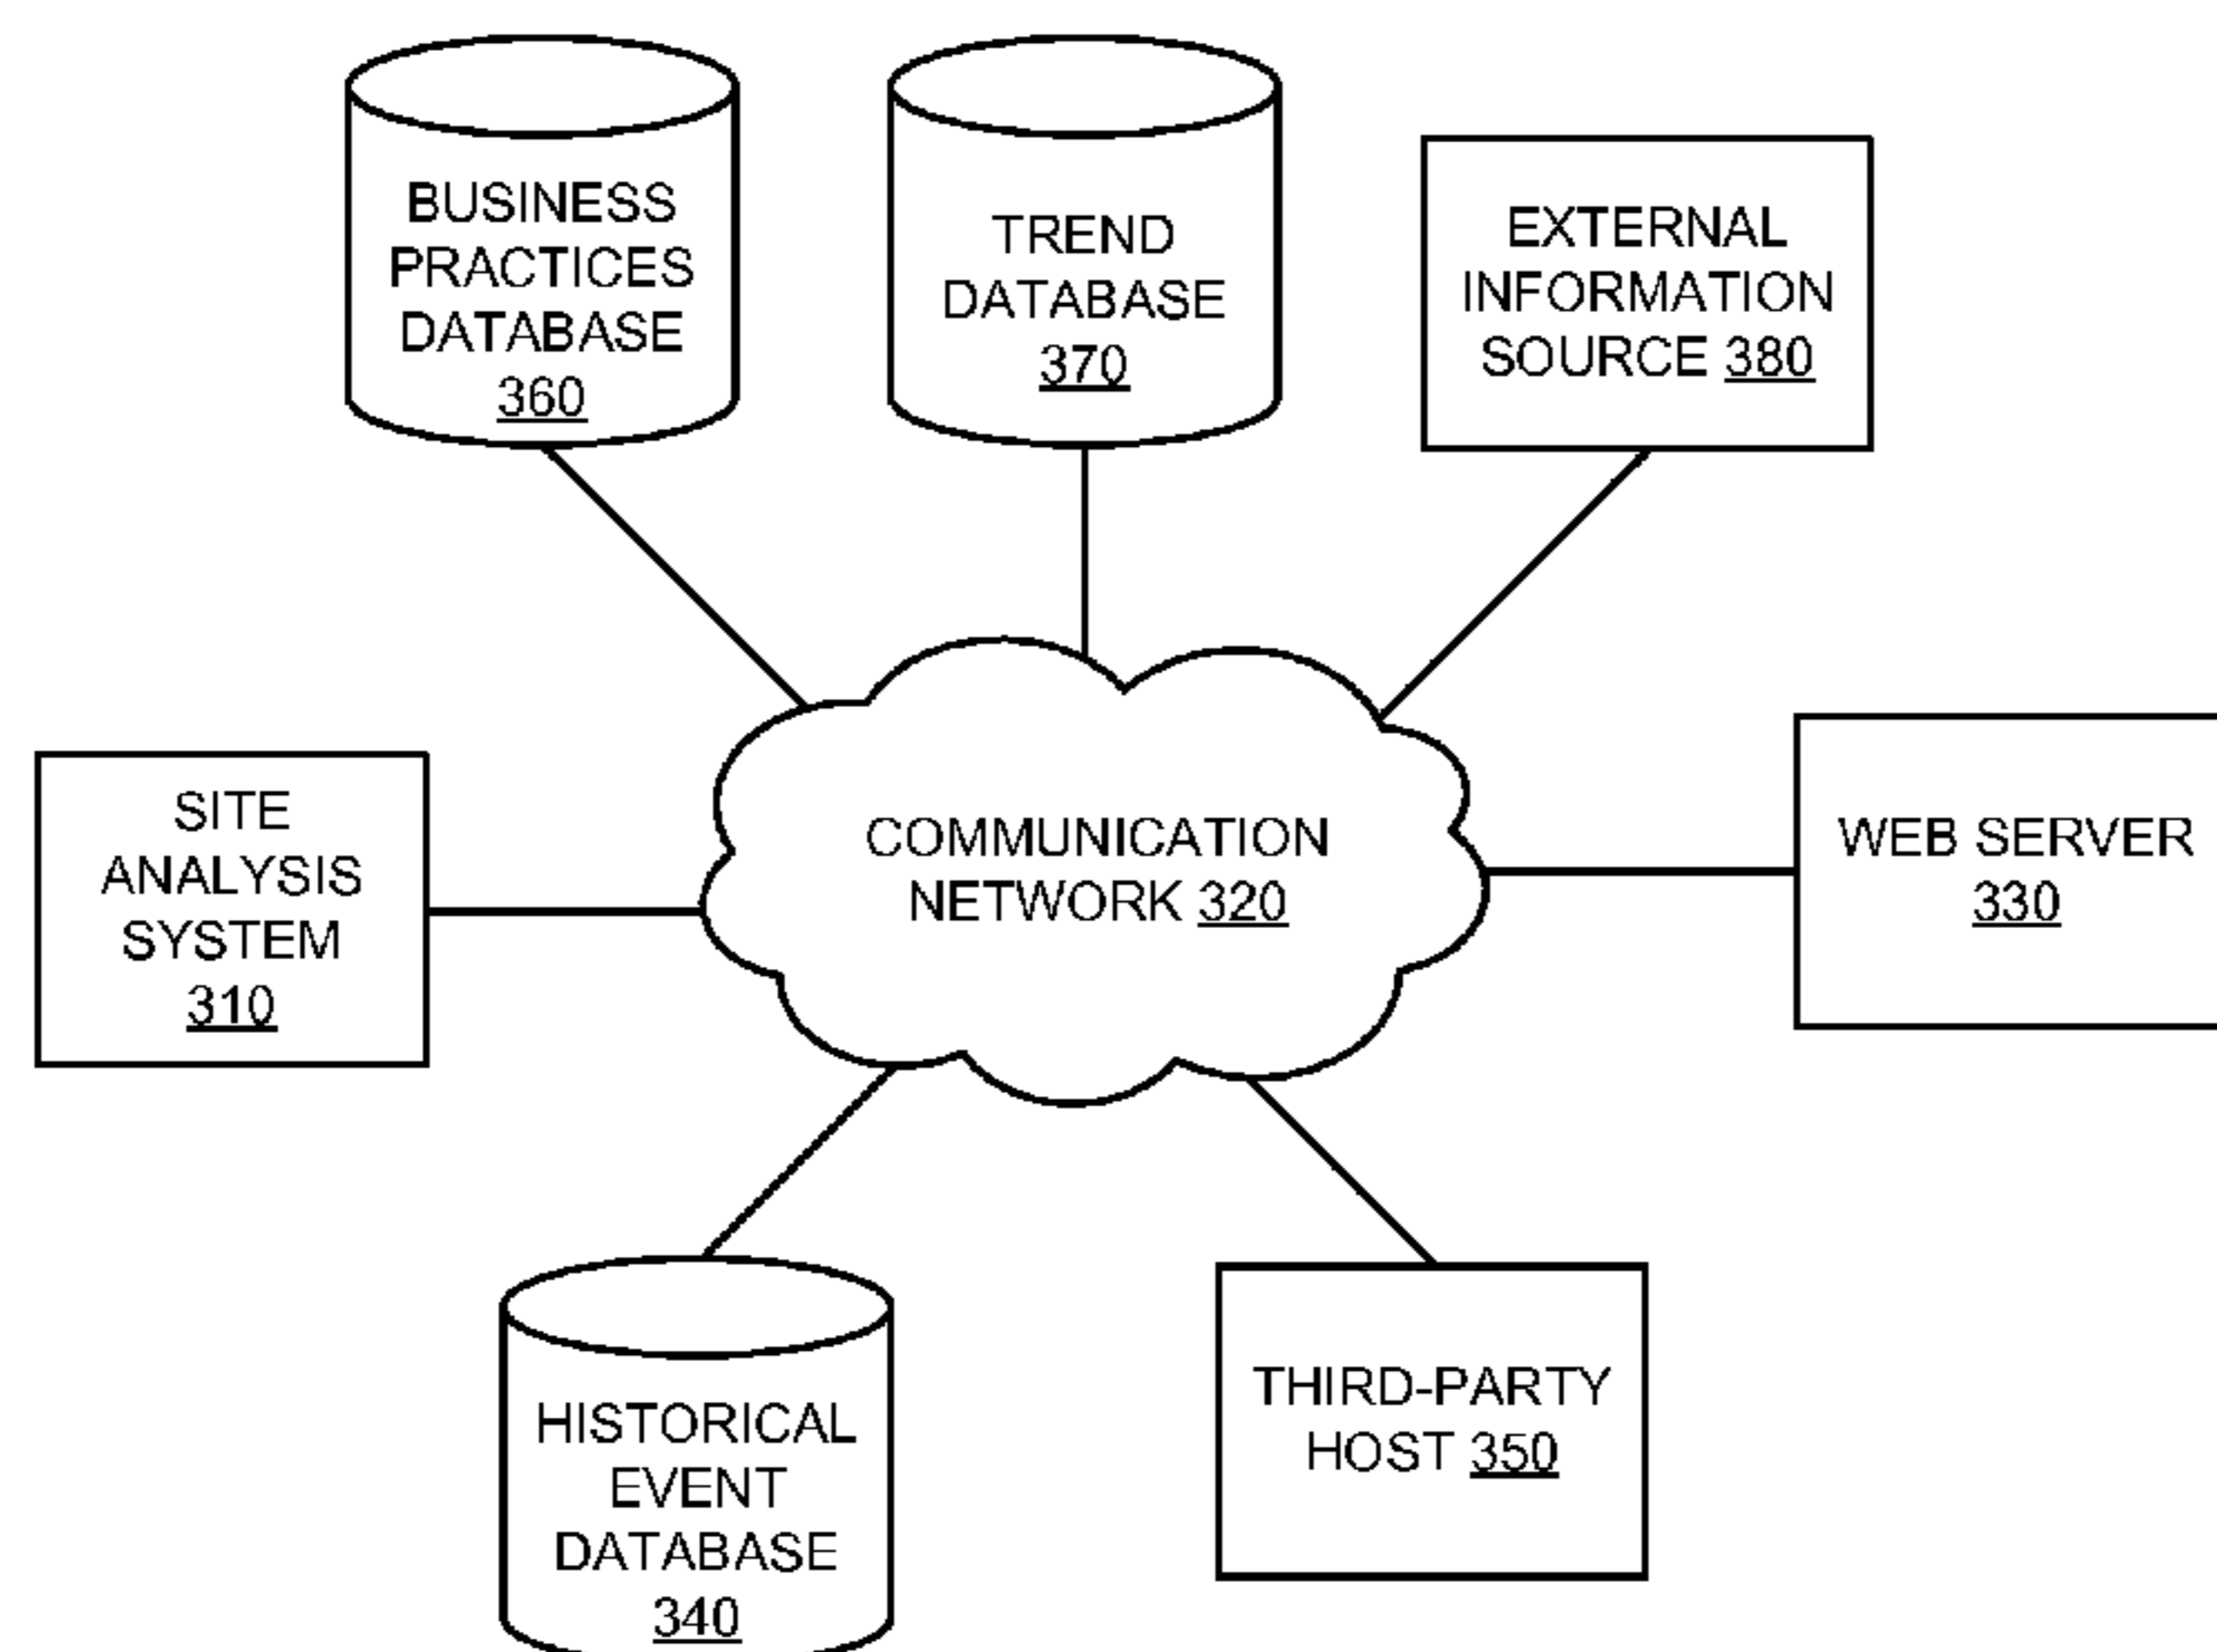 BUSINESS
PRACTICES
DATABASE
360
TREND
DATABASE
370
EXTERNAL
INFORMATION
SOURCE 380
SITE
ANALYSIS
SYSTEM
310
COMMUNICATION
NETWORK 320
WEB SERVER
330
HISTORICAL
EVENT
DATABASE
340
THIRD-PARTY
HOST 350